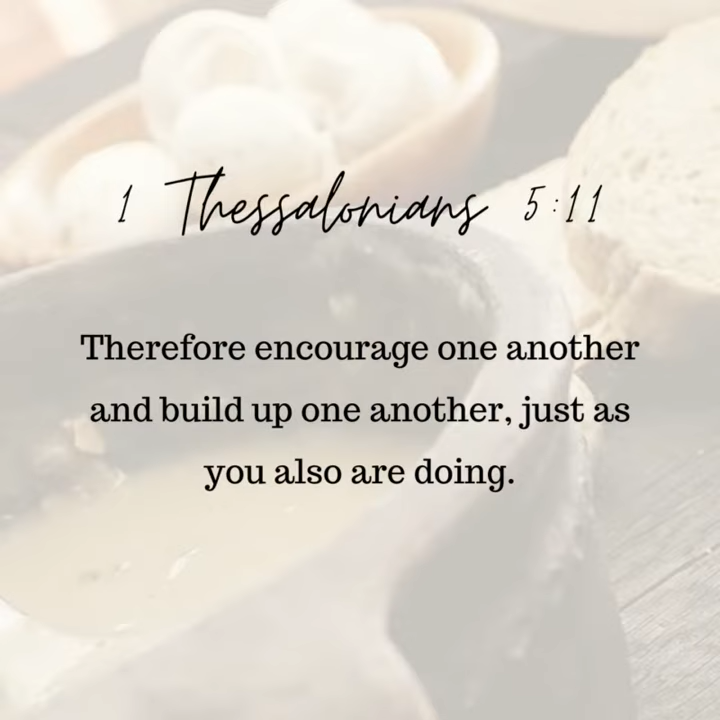 1 Thessalonians 5:11
Therefore encourage one another
and build up one another, just as
you also are doing.